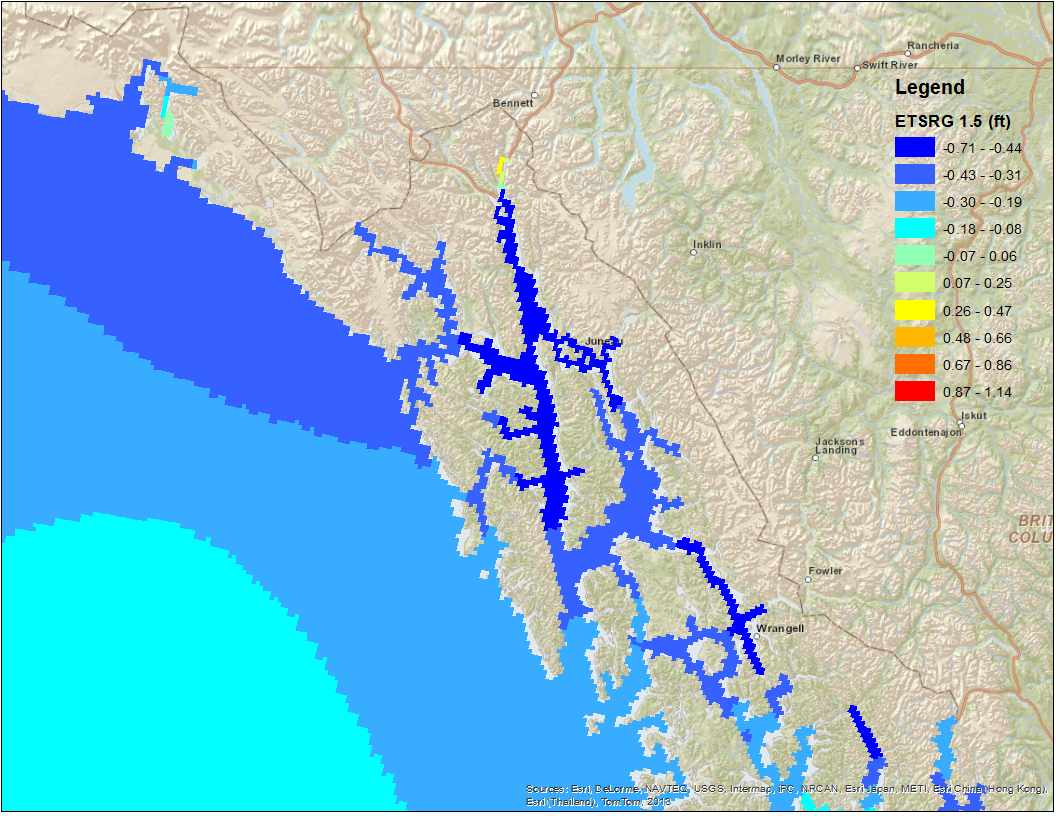 Rancheria
Morley River
Swift River
Legend
Bennett
ETSRG 1.5 (ft)
-0.71 - -0.44
-0.43 - -0.31
-0.30 - -0.19
-0.18 - -0.08
Inklin
-0.07 - 0.06
0.07 - 0.25
0.26 - 0.47
Juneau
0.48 - 0.66
0.67 - 0.86
0.87 - 1.14
Iskut
Eddontenajon
Jacksons
Landing
BRIT
COLU
Fowler
Wrangell
Sources: Esri, DeLorme, NAVTEQ, USGS, Intermap, iPC, NRCAN, Esri Japan, METI, Esri China (Hong Kong),
Esri (Thailand), TomTom, 2013